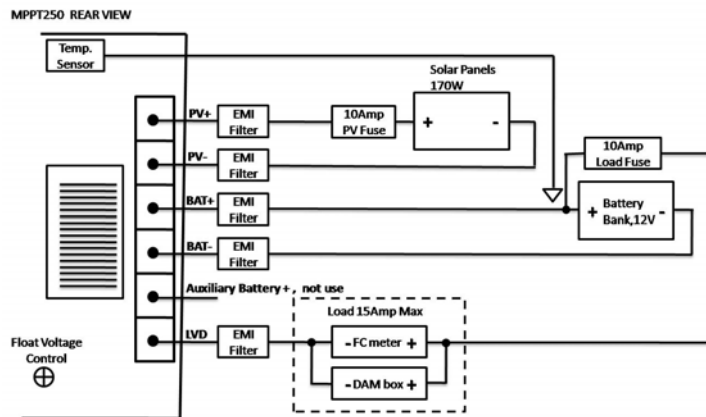 MPPT250 REAR VIEW
Temp.
Sensor
Solar Panels
170W
PV+
EMI
Filter
10Amp
PV Fuse
+ -
10Amp
Load Fuse
PV-
EMI
Filter
BAT+
EMI
Filter
+ Battery -
Bank,12V
BAT-
EMI
Filter
Auxiliary Battery + , not use
Load 15Amp Max
LVD
EMI
Filter
- FC meter +
- DAM box +
Float Voltage
Control